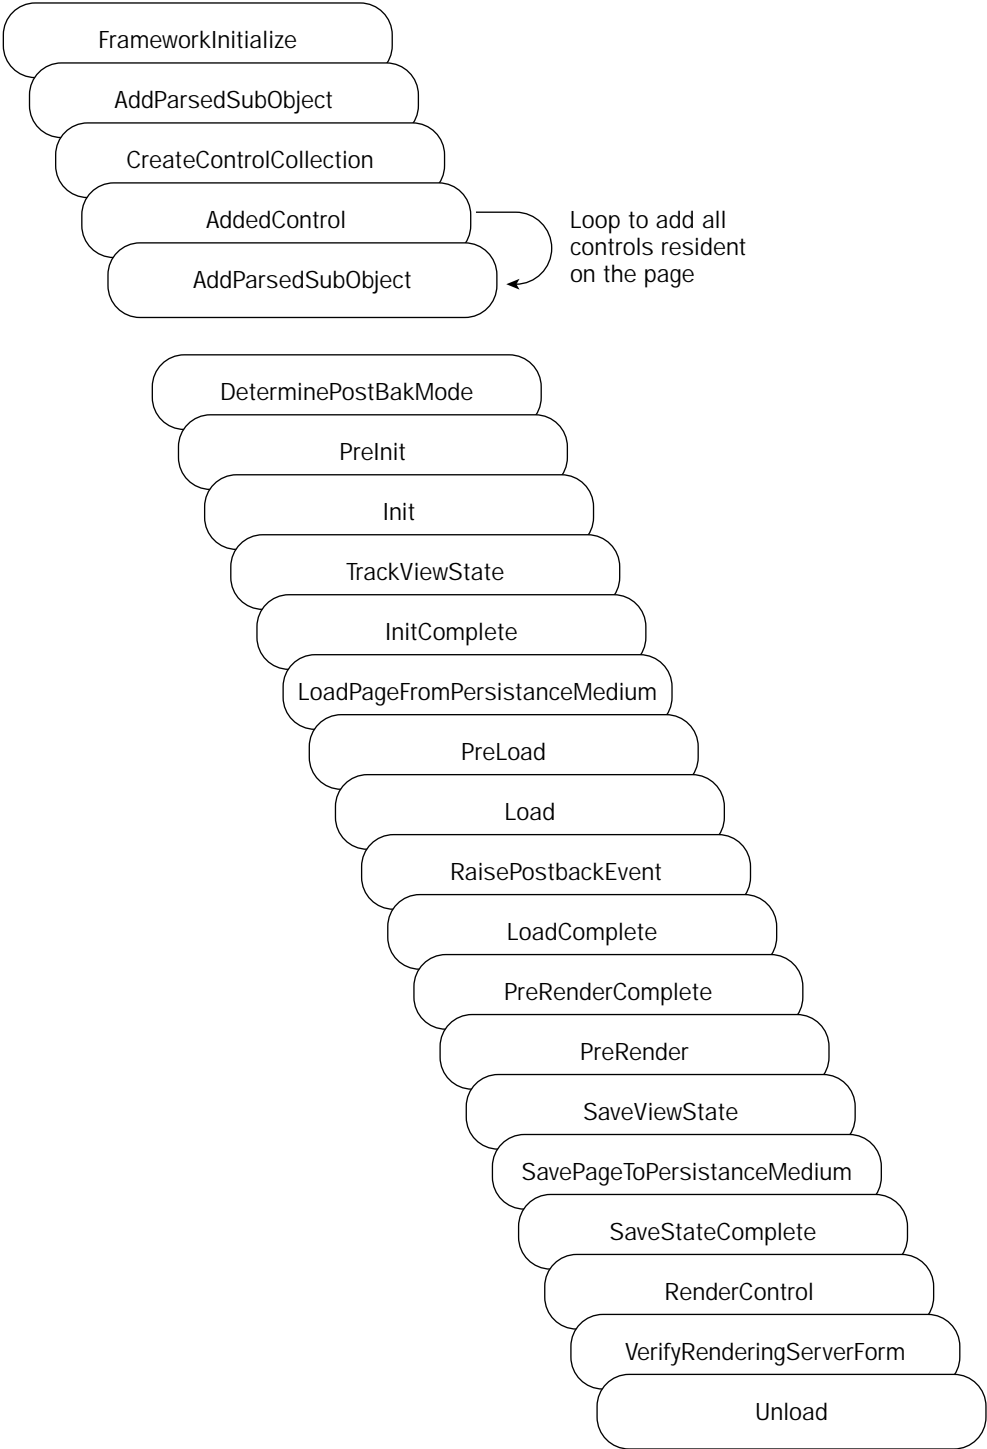 FrameworkInitialize
AddParsedSubObject
CreateControlCollection
AddedControl
Loop to add all
controls resident
on the page
AddParsedSubObject
DeterminePostBakMode
PreInit
Init
TrackViewState
InitComplete
LoadPageFromPersistanceMedium
PreLoad
Load
RaisePostbackEvent
LoadComplete
PreRenderComplete
PreRender
SaveViewState
SavePageToPersistanceMedium
SaveStateComplete
RenderControl
VerifyRenderingServerForm
Unload